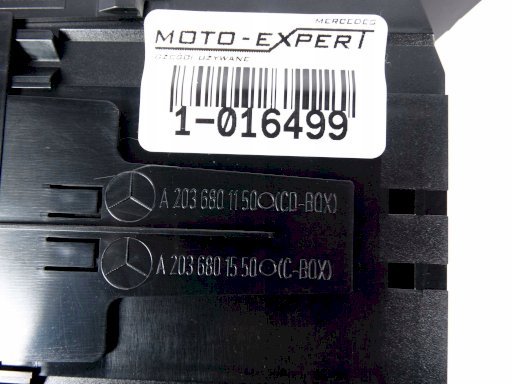 MERCEDES
MOTO-EXPERT
CZĘŚCI UŻYWANE
1-016499
A 203 680 11 50 (CD-BOX)
A 203 680 15 50 (C-BOX)